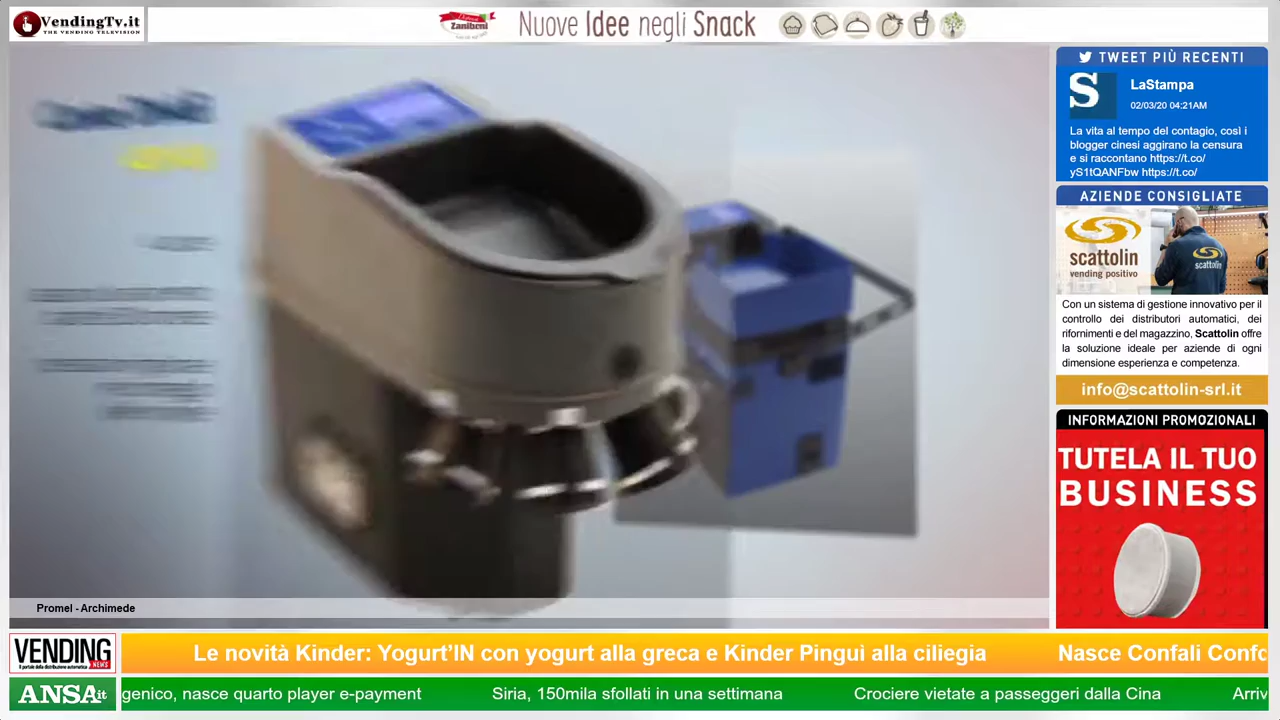 VendingTv.it
THE VENDING TELEVISION
Zaniboni
Nuove Idee negli Snack
TWEET PIÙ RECENTI
S
LaStampa
02/03/20 04:21AM
La vita al tempo del contagio, così i
blogger cinesi aggirano la censura
e si raccontano https://t.co/
yS1tQANFbw https://t.co/
AZIENDE CONSIGLIATE
scattolin
vending positivo
scattolin
Con un sistema di gestione innovativo per il
controllo dei distributori automatici, dei
rifornimenti e del magazzino, Scattolin offre
la soluzione ideale per aziende di ogni
dimensione esperienza e competenza.
info@scattolin-srl.it
INFORMAZIONI PROMOZIONALI
TUTELA IL TUO
BUSINESS
Promel - Archimede
VENDING
NEWS
Il portale della distribuzione automatica
Le novità Kinder: Yogurt’IN con yogurt alla greca e Kinder Pinguì alla ciliegia Nasce Confali Confc
ANSA.it
genico, nasce quarto player e-payment Siria, 150mila sfollati in una settimana Crociere vietate a passeggeri dalla Cina Arriv